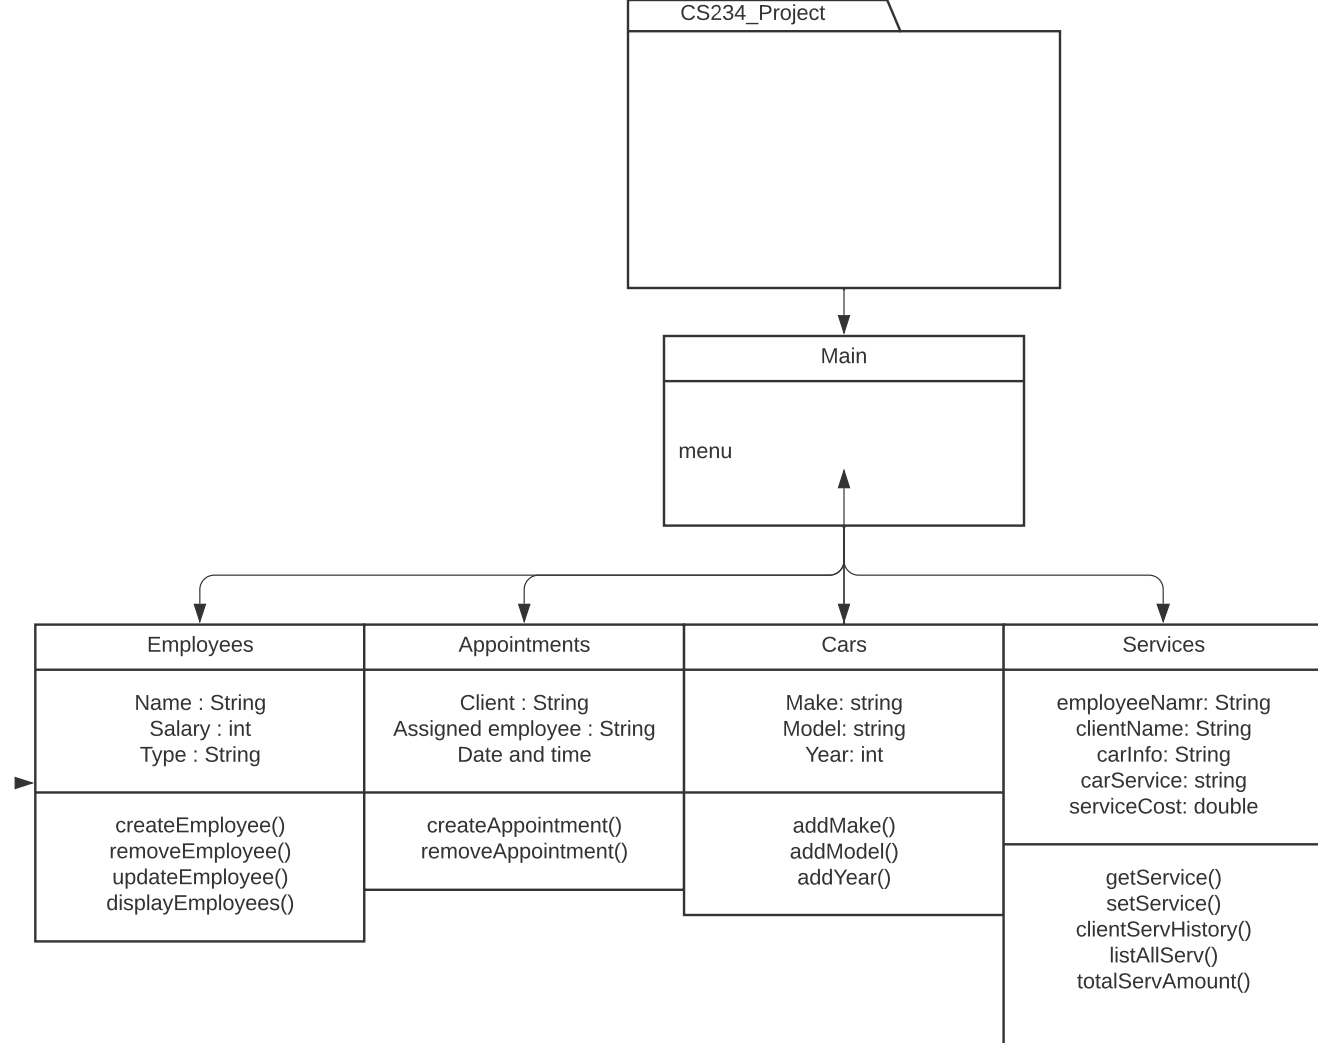 CS234_Project
Main
menu
Employees
Name : String
Salary : int
Type : String
createEmployee()
removeEmployee()
updateEmployee()
displayEmployees()
Appointments
Client : String
Assigned employee : String
Date and time
createAppointment()
removeAppointment()
Cars
Make: string
Model: string
Year: int
addMake()
addModel()
addYear()
Services
employeeNamr: String
clientName: String
carInfo: String
carService: string
serviceCost: double
getService()
setService()
clientServHistory()
listAllServ()
totalServAmount()